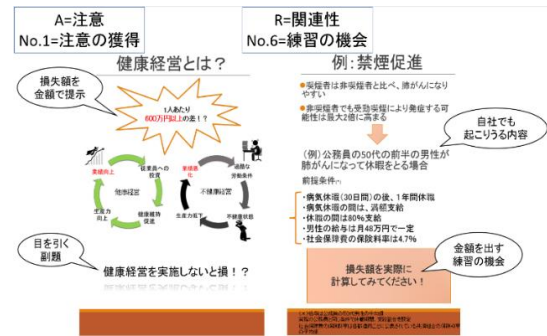 A=注意
No.1=注意の獲得
R=関連性
No.6=練習の機会
健康経営とは？
損失額を
金額で提示
1人あたり
600万円以上の差！？
業績向上
従業員への
投資
健康経営
生産力
向上
健康維持
促進
業績悪
化
過酷な
労働条件
不健康経営
生産力低下
不健康状態
目を引く
副題
健康経営を実施しないと損！？
例：禁煙促進
●喫煙者は非喫煙者と比べ、肺がんになり
やすい
●非喫煙者でも受動喫煙により発症する可
能性は最大2倍に高まる
自社でも
起こりうる内容
（例）公務員の50代の前半の男性が
肺がんになって休暇をとる場合
前提条件
・病気休暇（30日間）の後、1年間休職
・病気休暇の間は、満額支給
・休職の間は80%支給
・男性の給与は月48万円で一定
・社会保障費の保険料率は4.7%
金額を出す
練習の機会
損失額を実際に
計算してみてください！